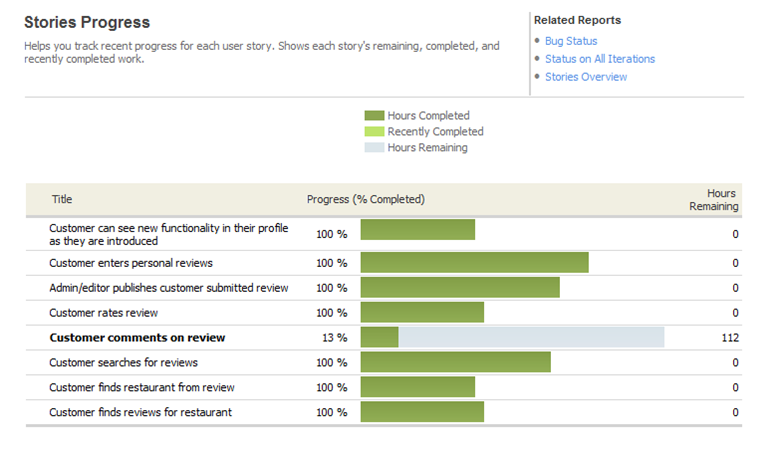 Stories Progress
Helps you track recent progress for each user story. Shows each story's remaining, completed, and
recently completed work.
Related Reports
Bug Status
Status on All Iterations
Stories Overview
Hours Completed
Recently Completed
Hours Remaining
Title Progress (% Completed) Hours
Remaining
Customer can see new functionality in their profile
as they are introduced 100 % 0
Customer enters personal reviews 100 % 0
Admin/editor publishes customer submitted review 100 % 0
Customer rates review 100 % 0
Customer comments on review 13 % 112
Customer searches for reviews 100 % 0
Customer finds restaurant from review 100 % 0
Customer finds reviews for restaurant 100 % 0